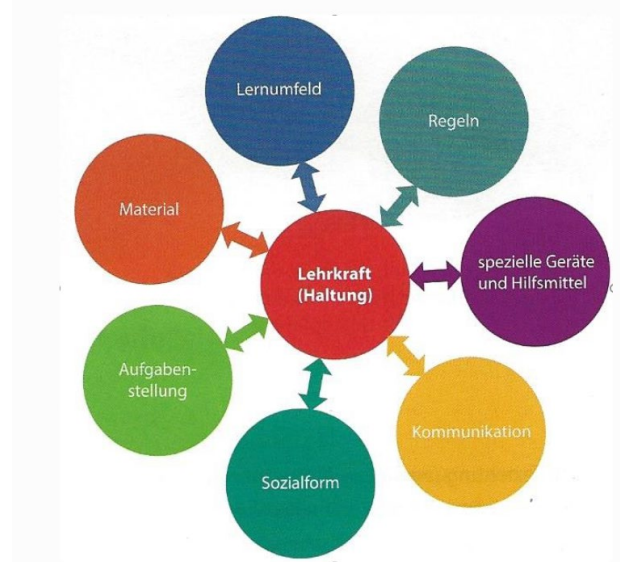 Lernumfeld
Regeln
Material
spezielle Geräte
und Hilfsmittel
Lehrkraft
(Haltung)
Aufgaben-
stellung
Kommunikation
Sozialform